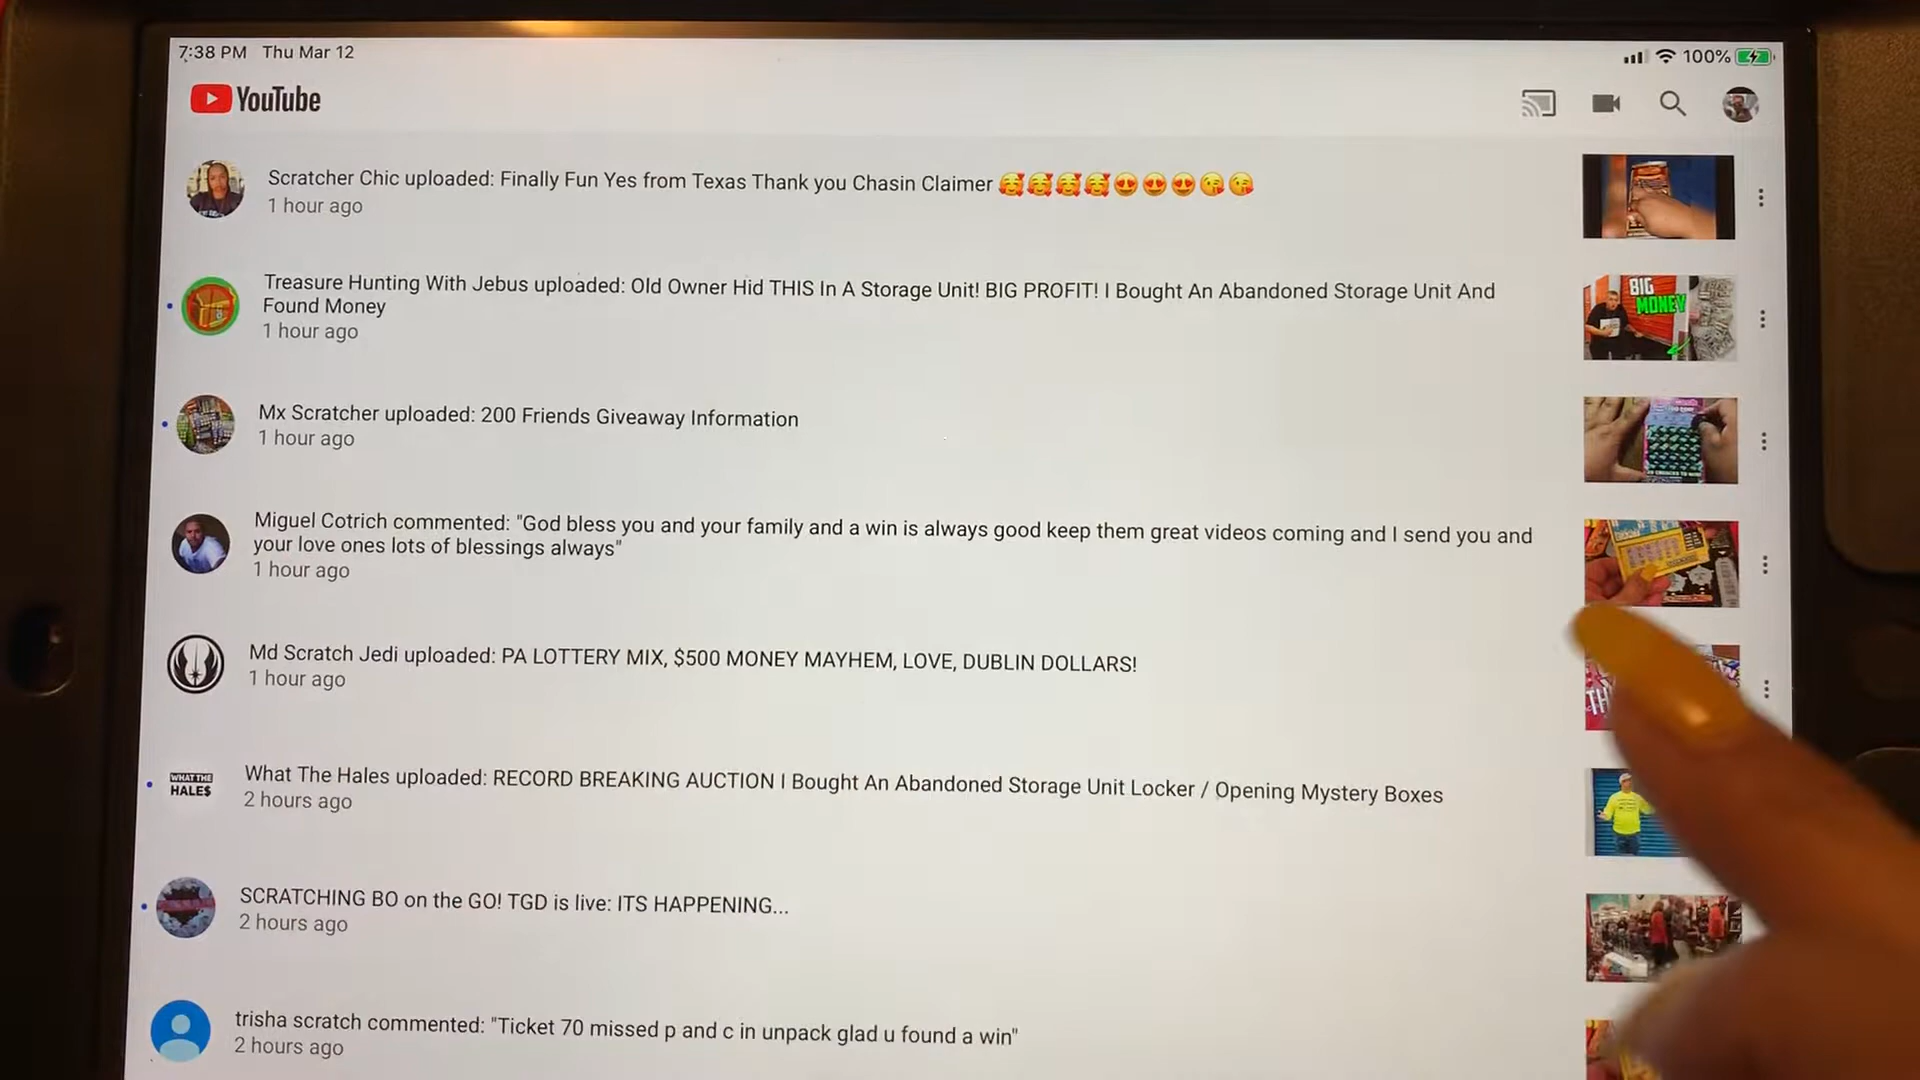 7:38 PM Thu Mar 12
100%
YouTube
Scratcher Chic uploaded: Finally Fun Yes from Texas Thank you Chasin Claimer 🥰🥰🥰🥰😍😍😍😘😘
1 hour ago
Treasure Hunting With Jebus uploaded: Old Owner Hid THIS In A Storage Unit! BIG PROFIT! I Bought An Abandoned Storage Unit And
Found Money
1 hour ago
BIG
MONEY
Mx Scratcher uploaded: 200 Friends Giveaway Information
1 hour ago
Miguel Cotrich commented: "God bless you and your family and a win is always good keep them great videos coming and I send you and
your love ones lots of blessings always"
1 hour ago
Md Scratch Jedi uploaded: PA LOTTERY MIX, $500 MONEY MAYHEM, LOVE, DUBLIN DOLLARS!
1 hour ago
WHAT THE
HALE$
What The Hales uploaded: RECORD BREAKING AUCTION I Bought An Abandoned Storage Unit Locker / Opening Mystery Boxes
2 hours ago
SCRATCHING BO on the GO! TGD is live: ITS HAPPENING...
2 hours ago
trisha scratch commented: "Ticket 70 missed p and c in unpack glad u found a win"
2 hours ago